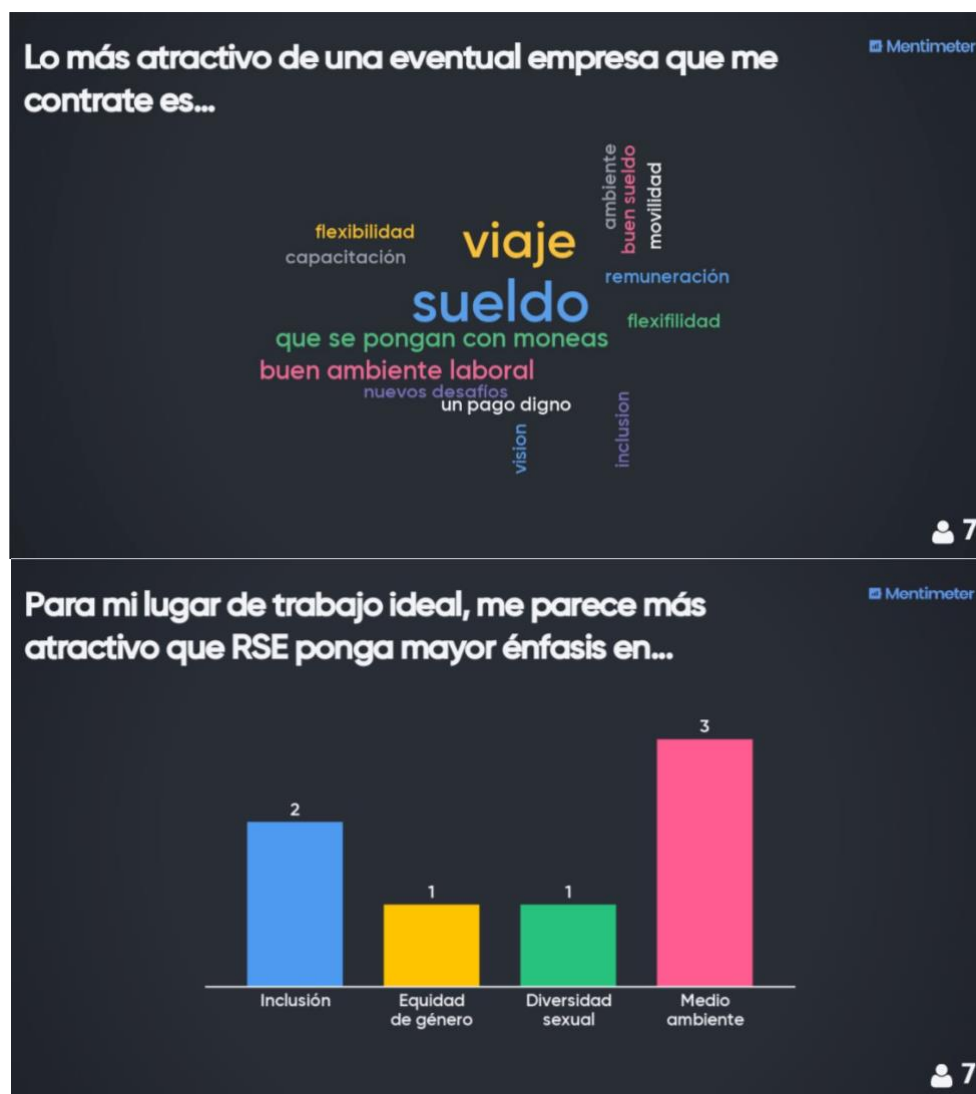 Lo más atractivo de una eventual empresa que me
contrate es...
Mentimeter
ambiente
buen sueldo
movilidad
flexibilidad
viaje
capacitación
remuneración
sueldo
flexifilidad
que se pongan con moneas
buen ambiente laboral
nuevos desafíos
un pago digno
vision
inclusion
7
Para mi lugar de trabajo ideal, me parece más
atractivo que RSE ponga mayor énfasis en...
Mentimeter
3
2
1
1
Inclusión
Equidad
de género
Diversidad
sexual
Medio
ambiente
7